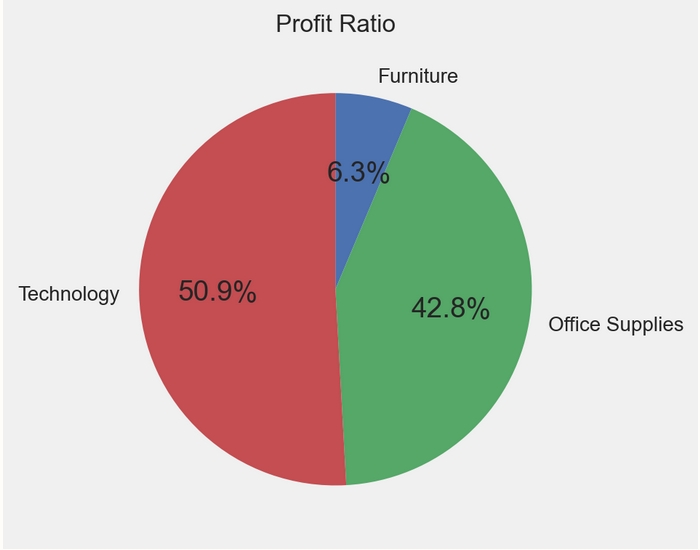 Profit Ratio
Furniture
6.3%
Technology
50.9%
42.8%
Office Supplies